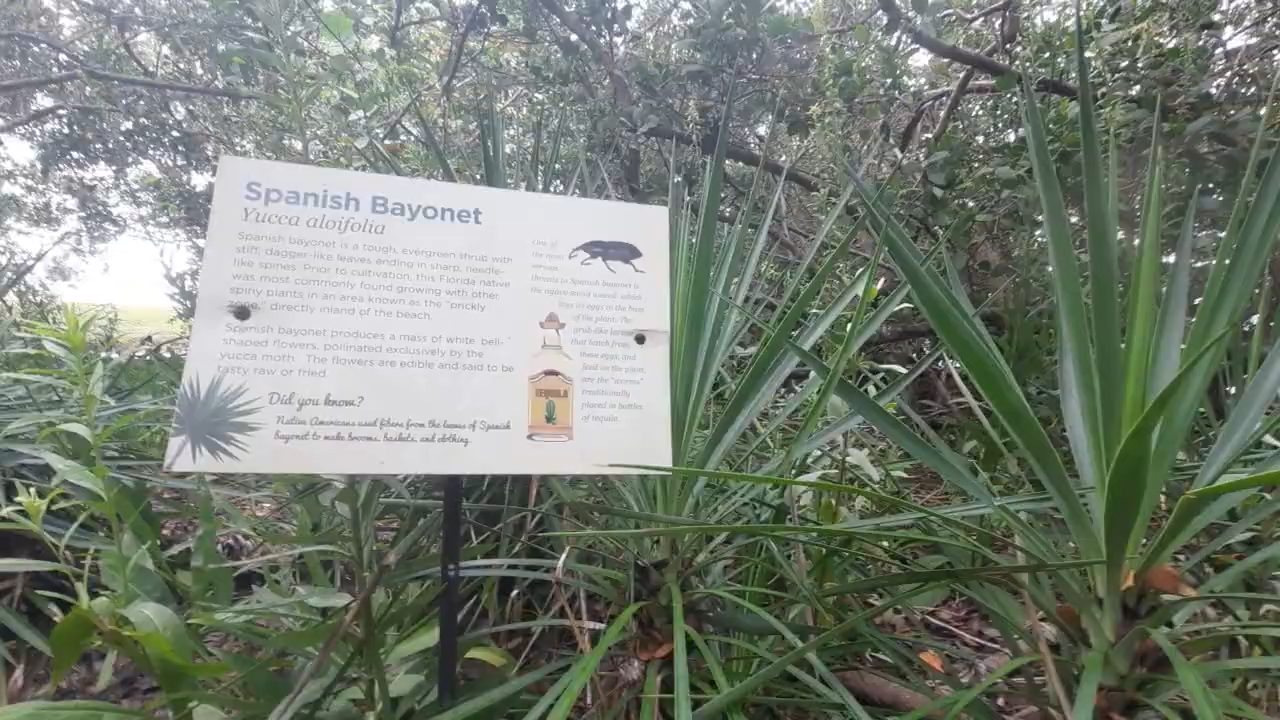 Spanish Bayonet
Yucca aloifolia
Spanish bayonet is a tough, evergreen shrub with
stiff, dagger-like leaves ending in sharp, needle-
like spines. Prior to cultivation, this Florida native
was most commonly found growing with other
spiny plants in an area known as the "prickly
zone," directly inland of the beach.
Spanish bayonet produces a mass of white, bell-
shaped flowers, pollinated exclusively by the
yucca moth. The flowers are edible and said to be
tasty raw or fried.
Did you know?
Native Americans used fibers from the leaves of Spanish
bayonet to make brooms, baskets, and clothing.
One of
the most
serious
threats to Spanish bayonet is
the agave-snout weevil, which
lays its eggs in the base
of the plant. The
grub-like larvae
that hatch from
these eggs, and
feed on the plant,
are the "worms"
traditionally
placed in bottles
of tequila.
TEQUILA